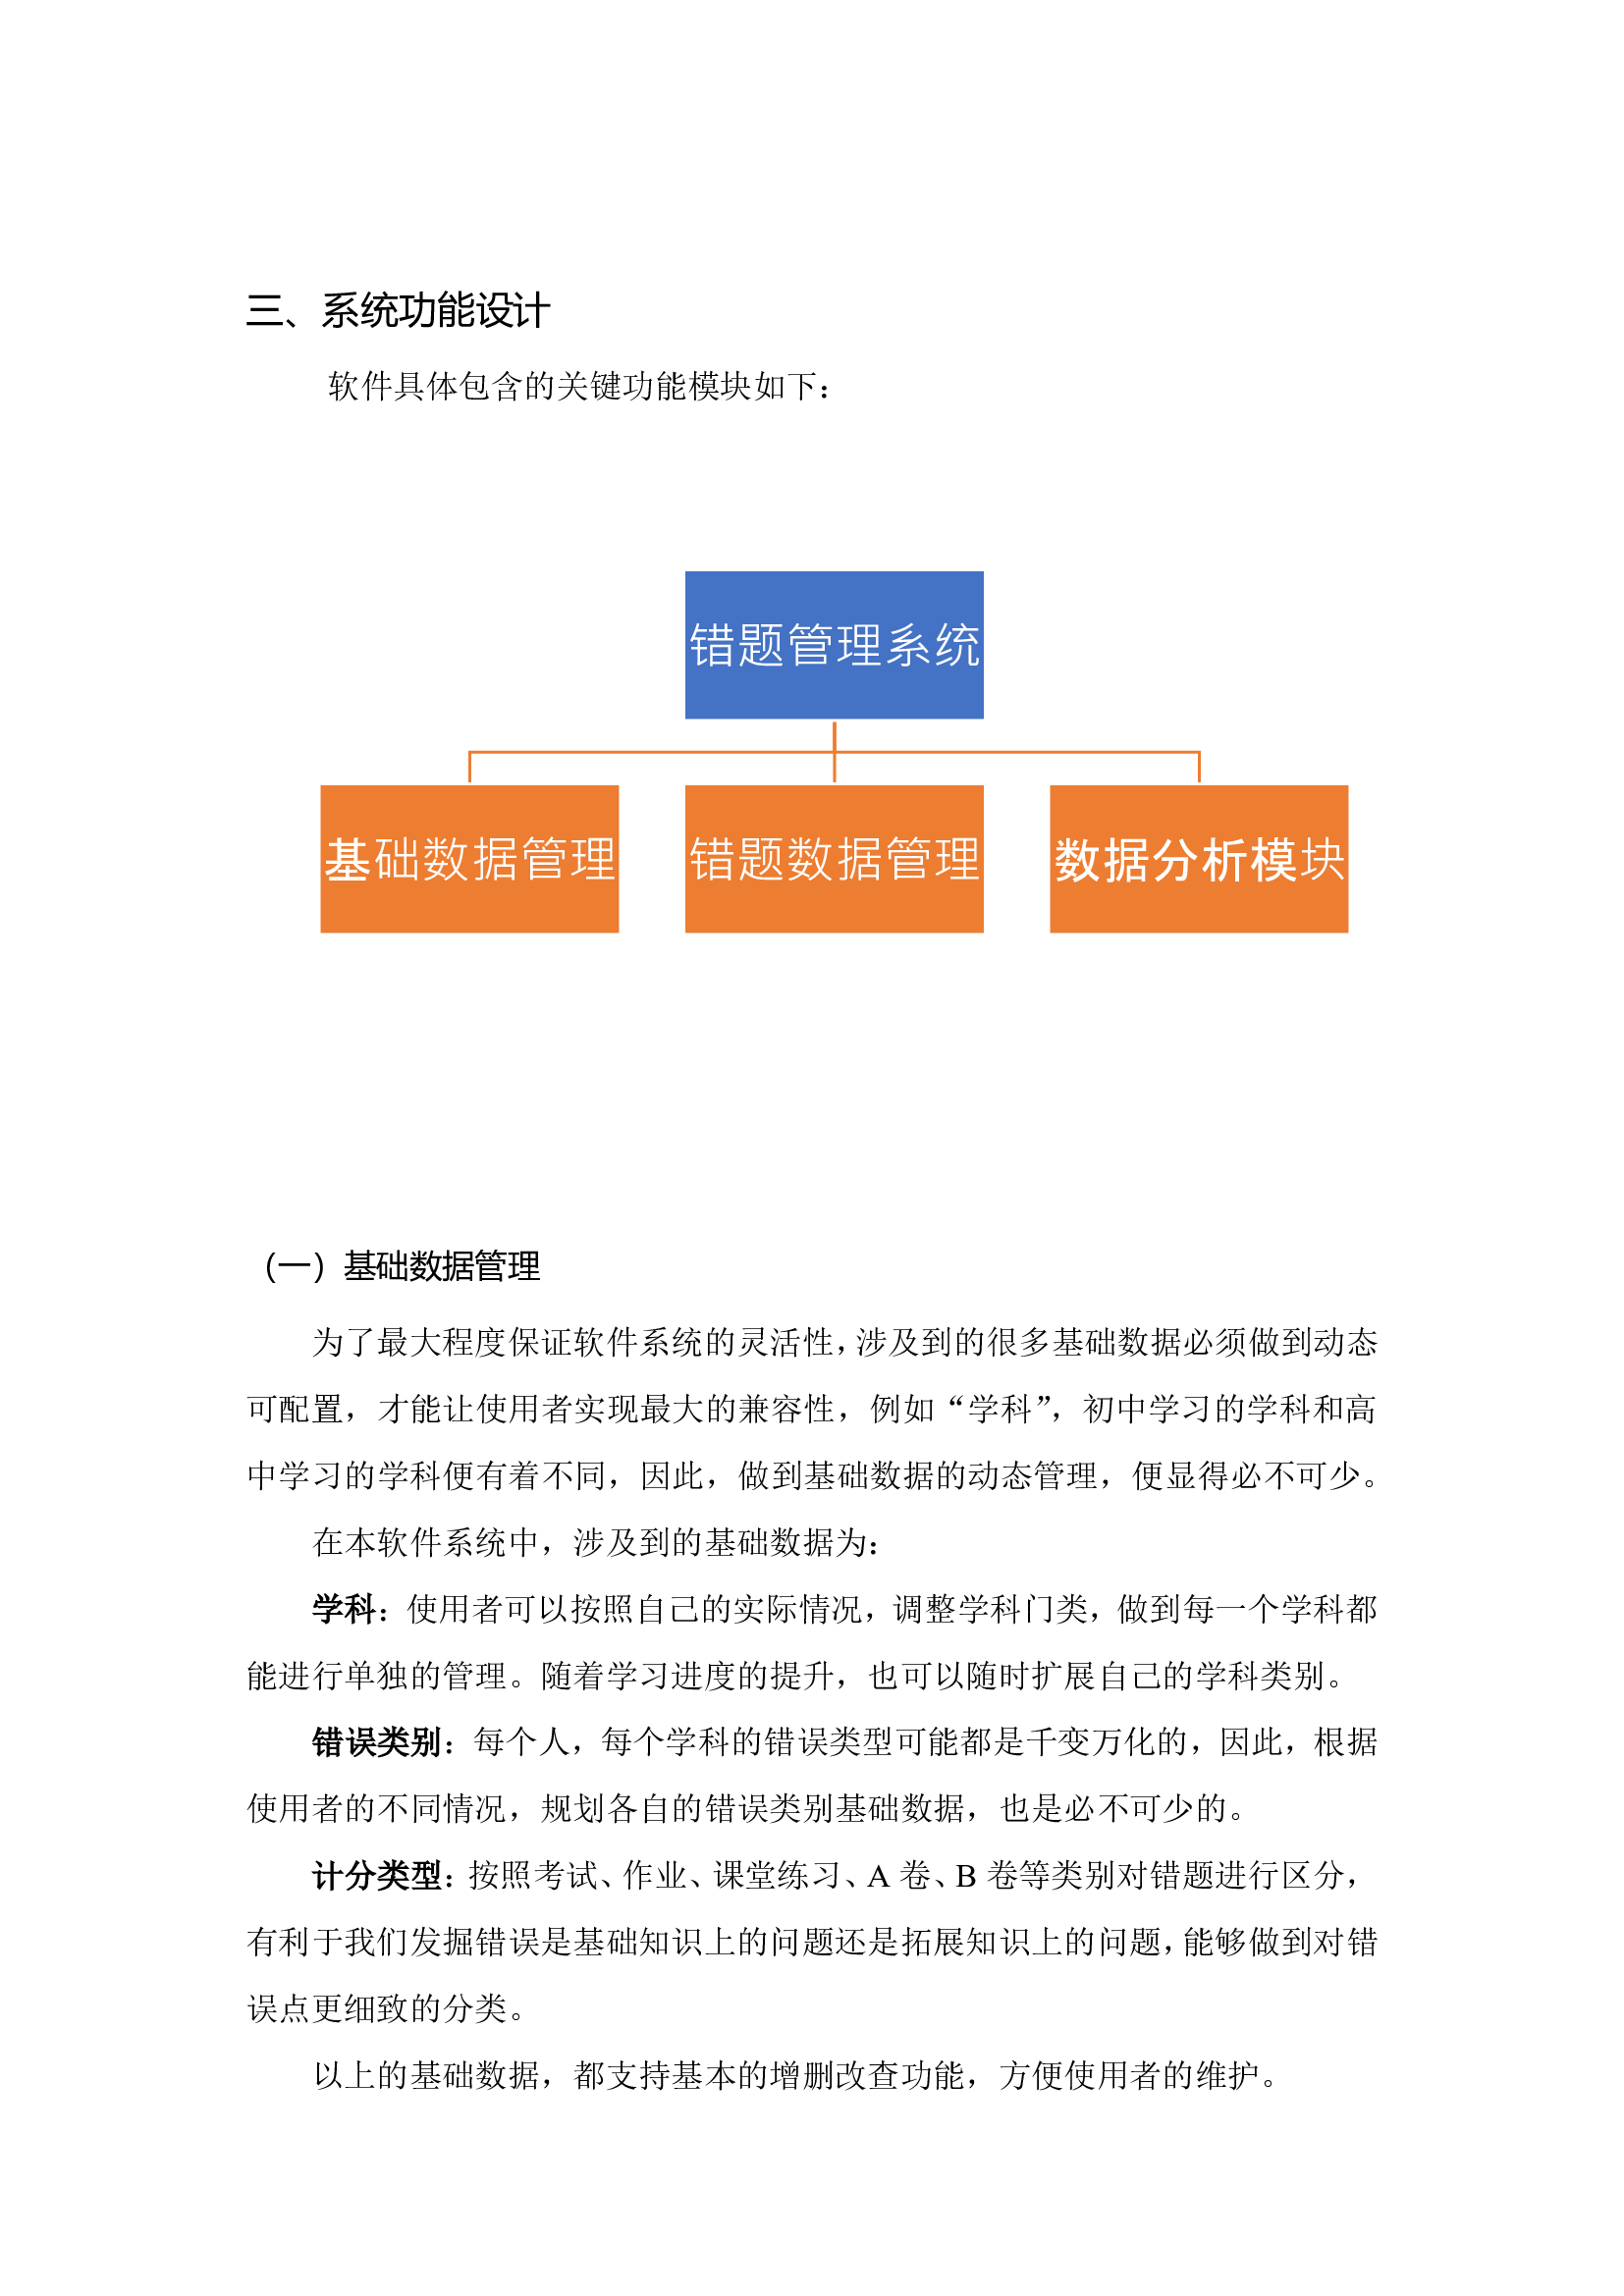 三、系统功能设计
软件具体包含的关键功能模块如下：
错题管理系统
基础数据管理
错题数据管理
数据分析模块
（一）基础数据管理
为了最大程度保证软件系统的灵活性，涉及到的很多基础数据必须做到动态
可配置，才能让使用者实现最大的兼容性，例如“学科”，初中学习的学科和高
中学习的学科便有着不同，因此，做到基础数据的动态管理，便显得必不可少。
在本软件系统中，涉及到的基础数据为：
学科：使用者可以按照自己的实际情况，调整学科门类，做到每一个学科都
能进行单独的管理。随着学习进度的提升，也可以随时扩展自己的学科类别。
错误类别：每个人，每个学科的错误类型可能都是千变万化的，因此，根据
使用者的不同情况，规划各自的错误类别基础数据，也是必不可少的。
计分类型：按照考试、作业、课堂练习、A 卷、B 卷等类别对错题进行区分，
有利于我们发掘错误是基础知识上的问题还是拓展知识上的问题，能够做到对错
误点更细致的分类。
以上的基础数据，都支持基本的增删改查功能，方便使用者的维护。